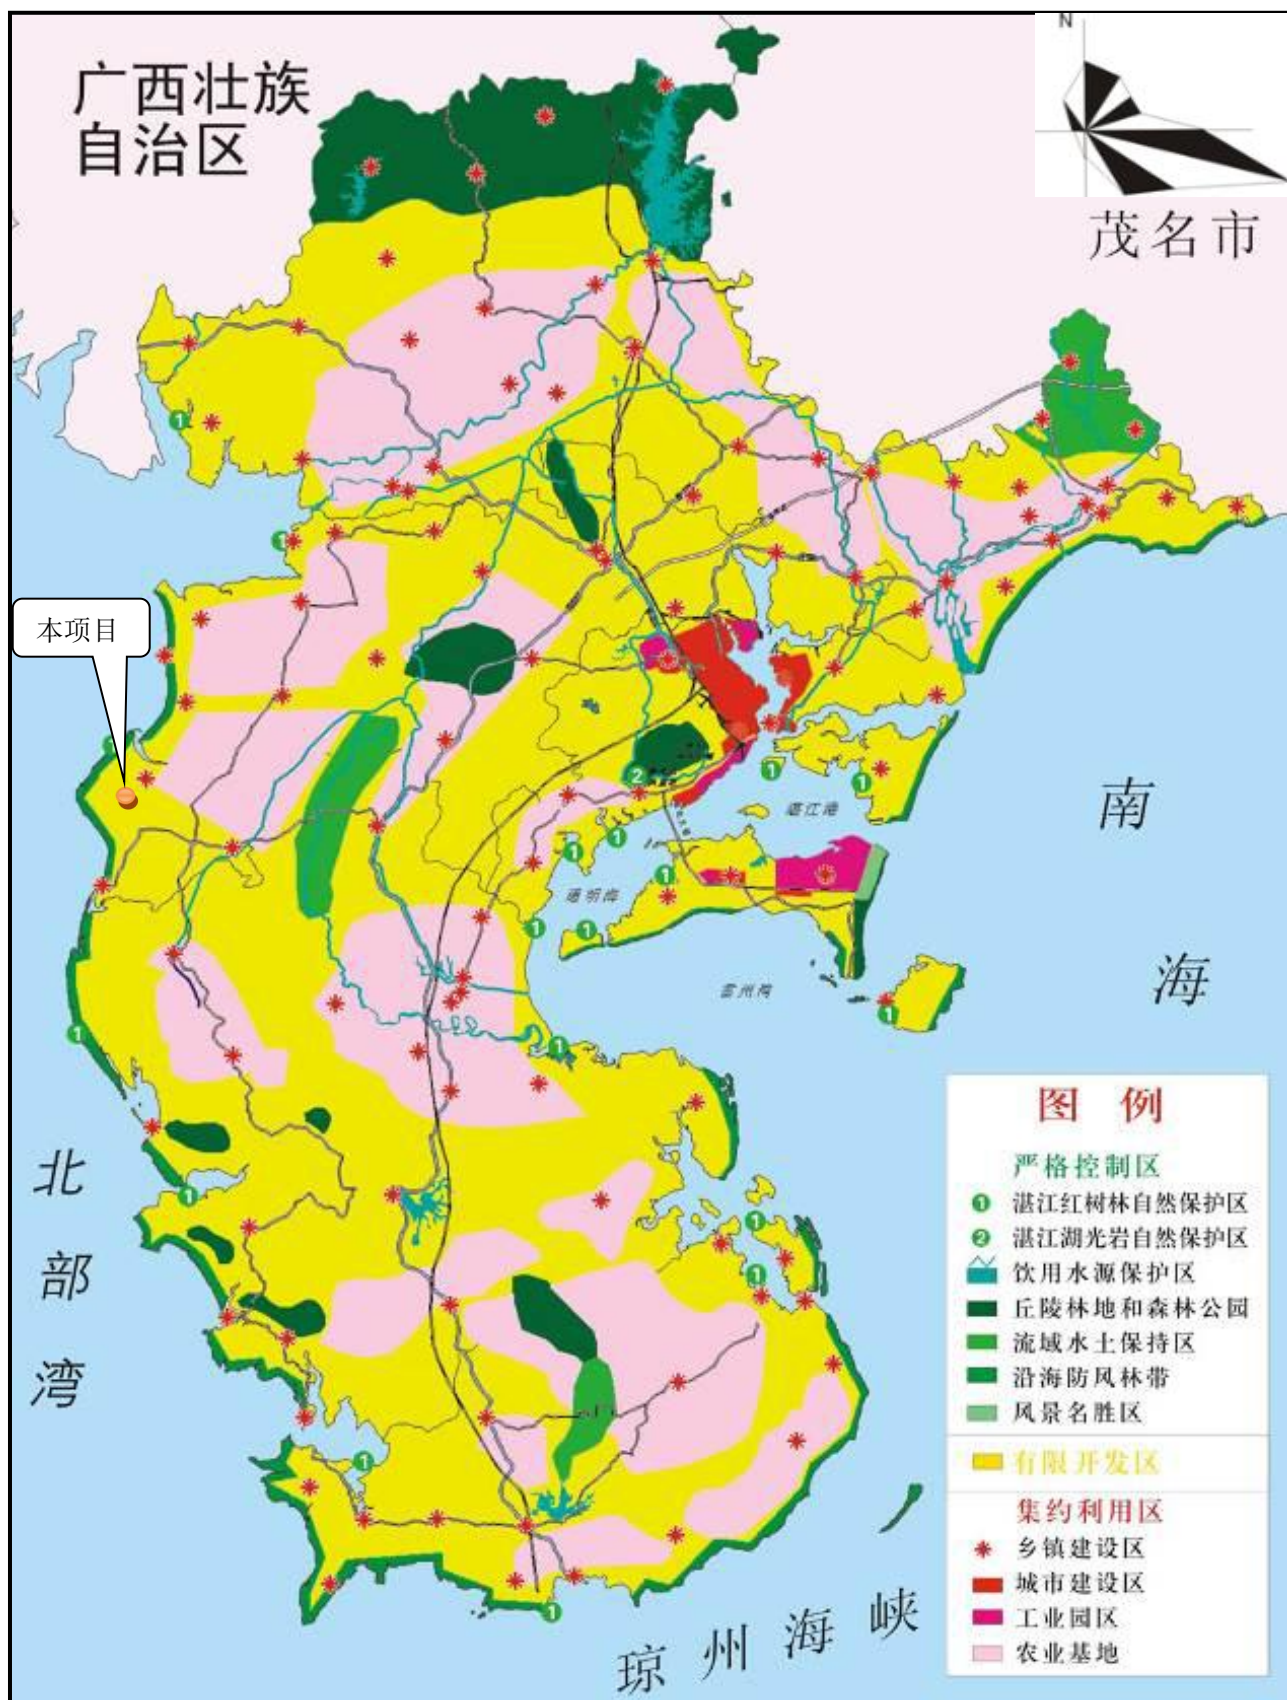 广西壮族
自治区
N
茂名市
本项目
南
海
湛江港
通明海
雷州湾
北
部
湾
琼州海峡
图 例
严格控制区
1 湛江红树林自然保护区
2 湛江湖光岩自然保护区
饮用水源保护区
丘陵林地和森林公园
流域水土保持区
沿海防风林带
风景名胜区
有限开发区
集约利用区
乡镇建设区
城市建设区
工业园区
农业基地